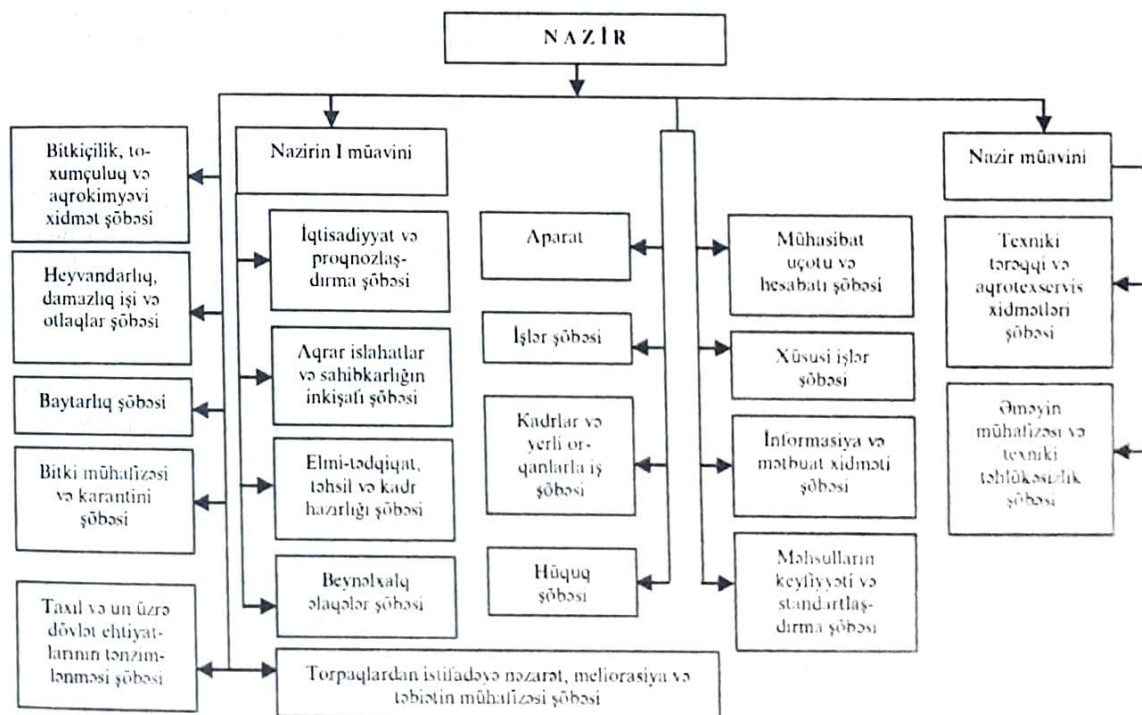 NAZİR
Nazirin I müavini
Nazir müavini
Bitkiçilik, to-
xumçuluq və
aqrokimyəvi
xidmət şöbəsi
Heyvandarlıq,
damazlıq işi və
otlaqlar şöbəsi
Baytarlıq şöbəsi
Bitki mühafizəsi
və karantini
şöbəsi
Taxıl və un üzrə
dövlət ehtiyat-
larının tənzim-
lənməsi şöbəsi
İqtisadiyyat və
proqnozlaş-
dırma şöbəsi
Aqrar islahatlar
və sahibkarlığın
inkişafı şöbəsi
Elmi-tədqiqat,
təhsil və kadr
hazırlığı şöbəsi
Beynəlxalq
əlaqələr şöbəsi
Torpaqlardan istifadəyə nəzarət, meliorasiya və
təbiətin mühafizəsi şöbəsi
Aparat
İşlər şöbəsi
Kadrlar və
yerli or-
qanlarla iş
şöbəsi
Hüquq
şöbəsi
Mühasibat
uçotu və
hesabatı şöbəsi
Xüsusi işlər
şöbəsi
İnformasiya və
mətbuat xidməti
şöbəsi
Məhsulların
keyfiyyəti və
standartlaş-
dırma şöbəsi
Texniki
tərəqqi və
aqrotexservis
xidmətləri
şöbəsi
Əməyin
mühafizəsi və
texniki
təhlükəsizlik
şöbəsi